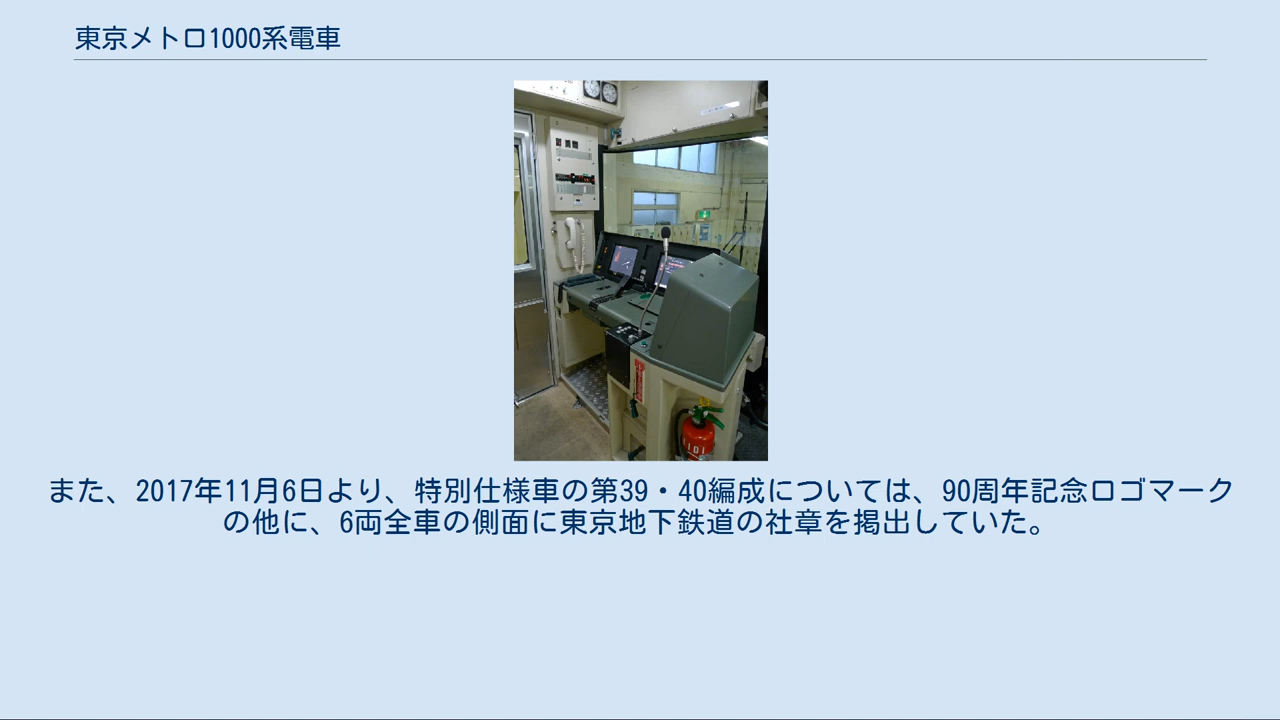 東京メトロ1000系電車
また、2017年11月6日より、特別仕様車の第39・40編成については、90周年記念ロゴマーク
の他に、6両全車の側面に東京地下鉄道の社章を掲出していた。